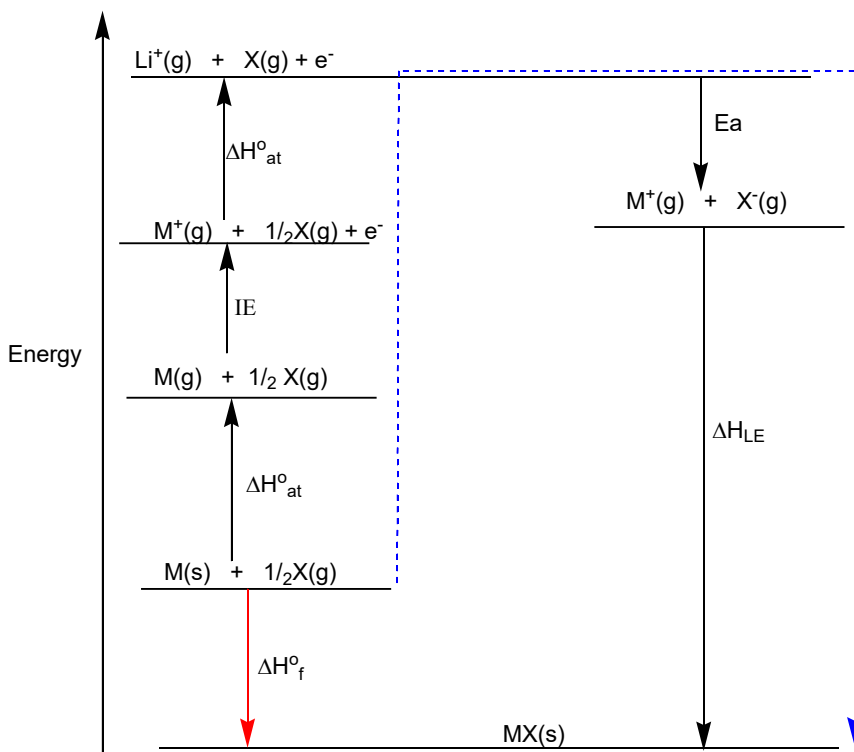 Li⁺(g) + X(g) + e⁻
Ea
ΔHᵒat
M⁺(g) + X⁻(g)
M⁺(g) + 1/2X(g) + e⁻
IE
Energy
M(g) + 1/2 X(g)
ΔHLE
ΔHᵒat
M(s) + 1/2X(g)
ΔHᵒf
MX(s)